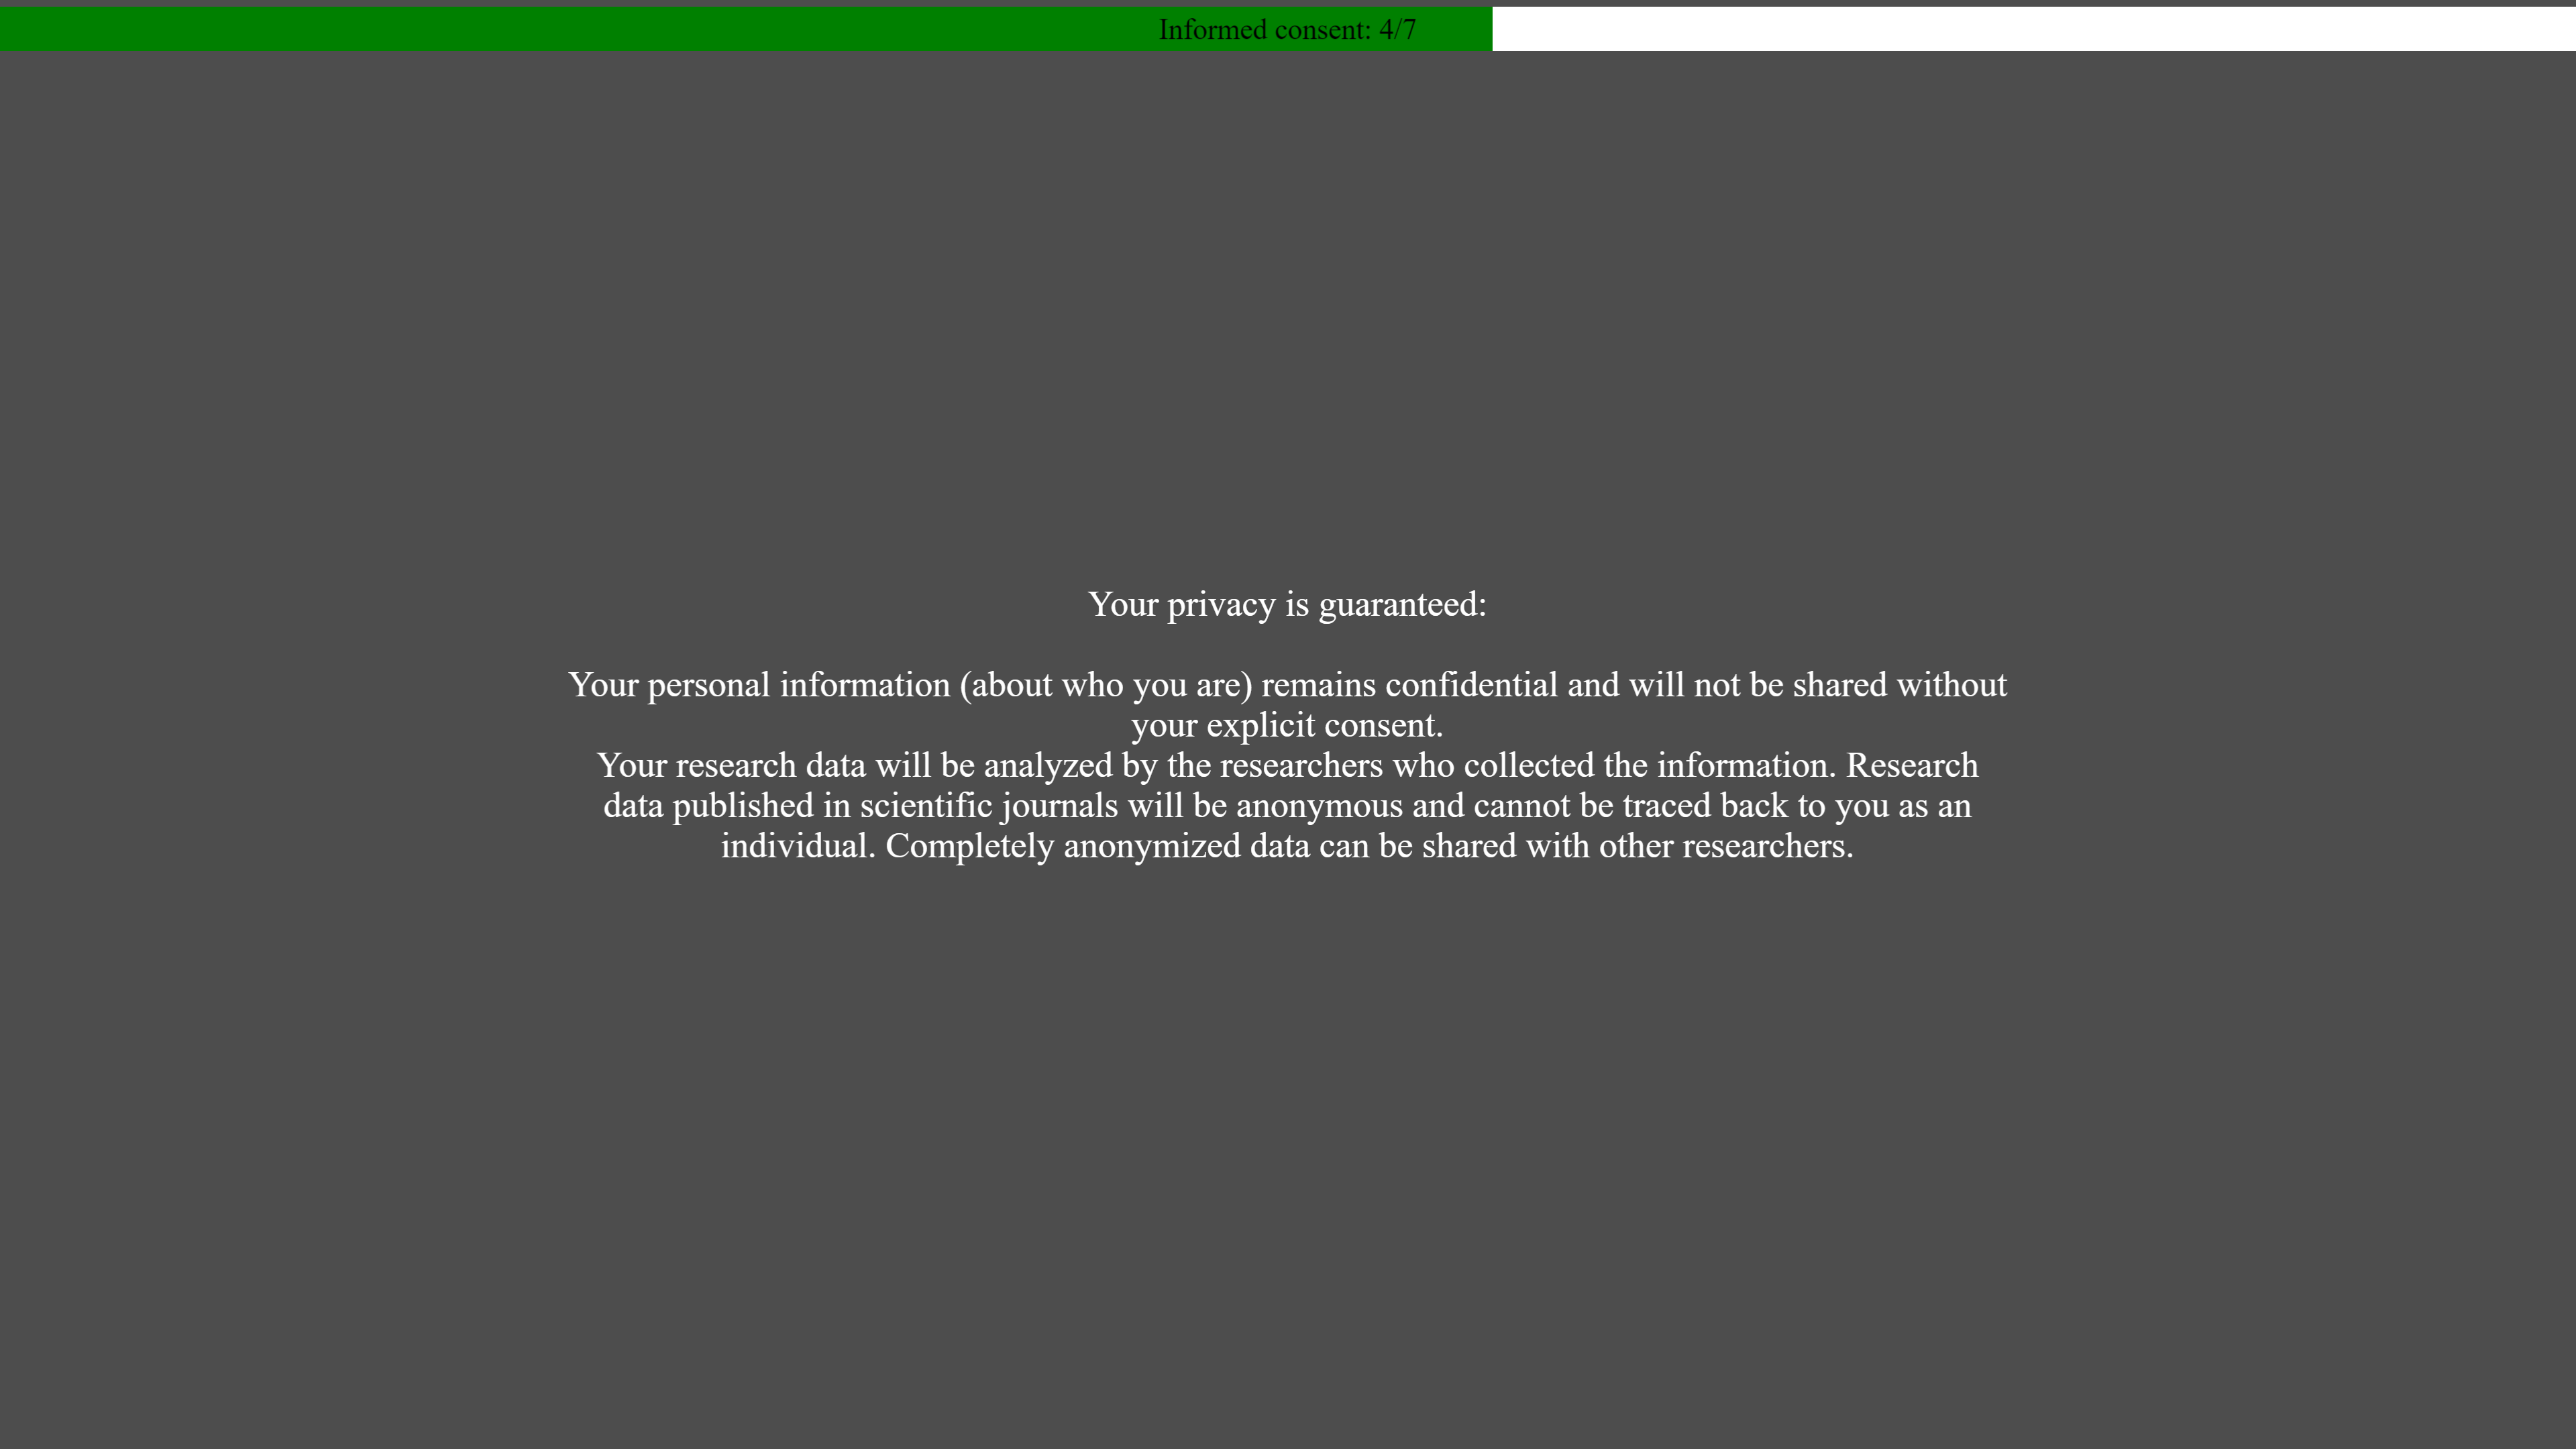 Informed consent: 4/7
Your privacy is guaranteed:
Your personal information (about who you are) remains confidential and will not be shared without
your explicit consent.
Your research data will be analyzed by the researchers who collected the information. Research
data published in scientific journals will be anonymous and cannot be traced back to you as an
individual. Completely anonymized data can be shared with other researchers.